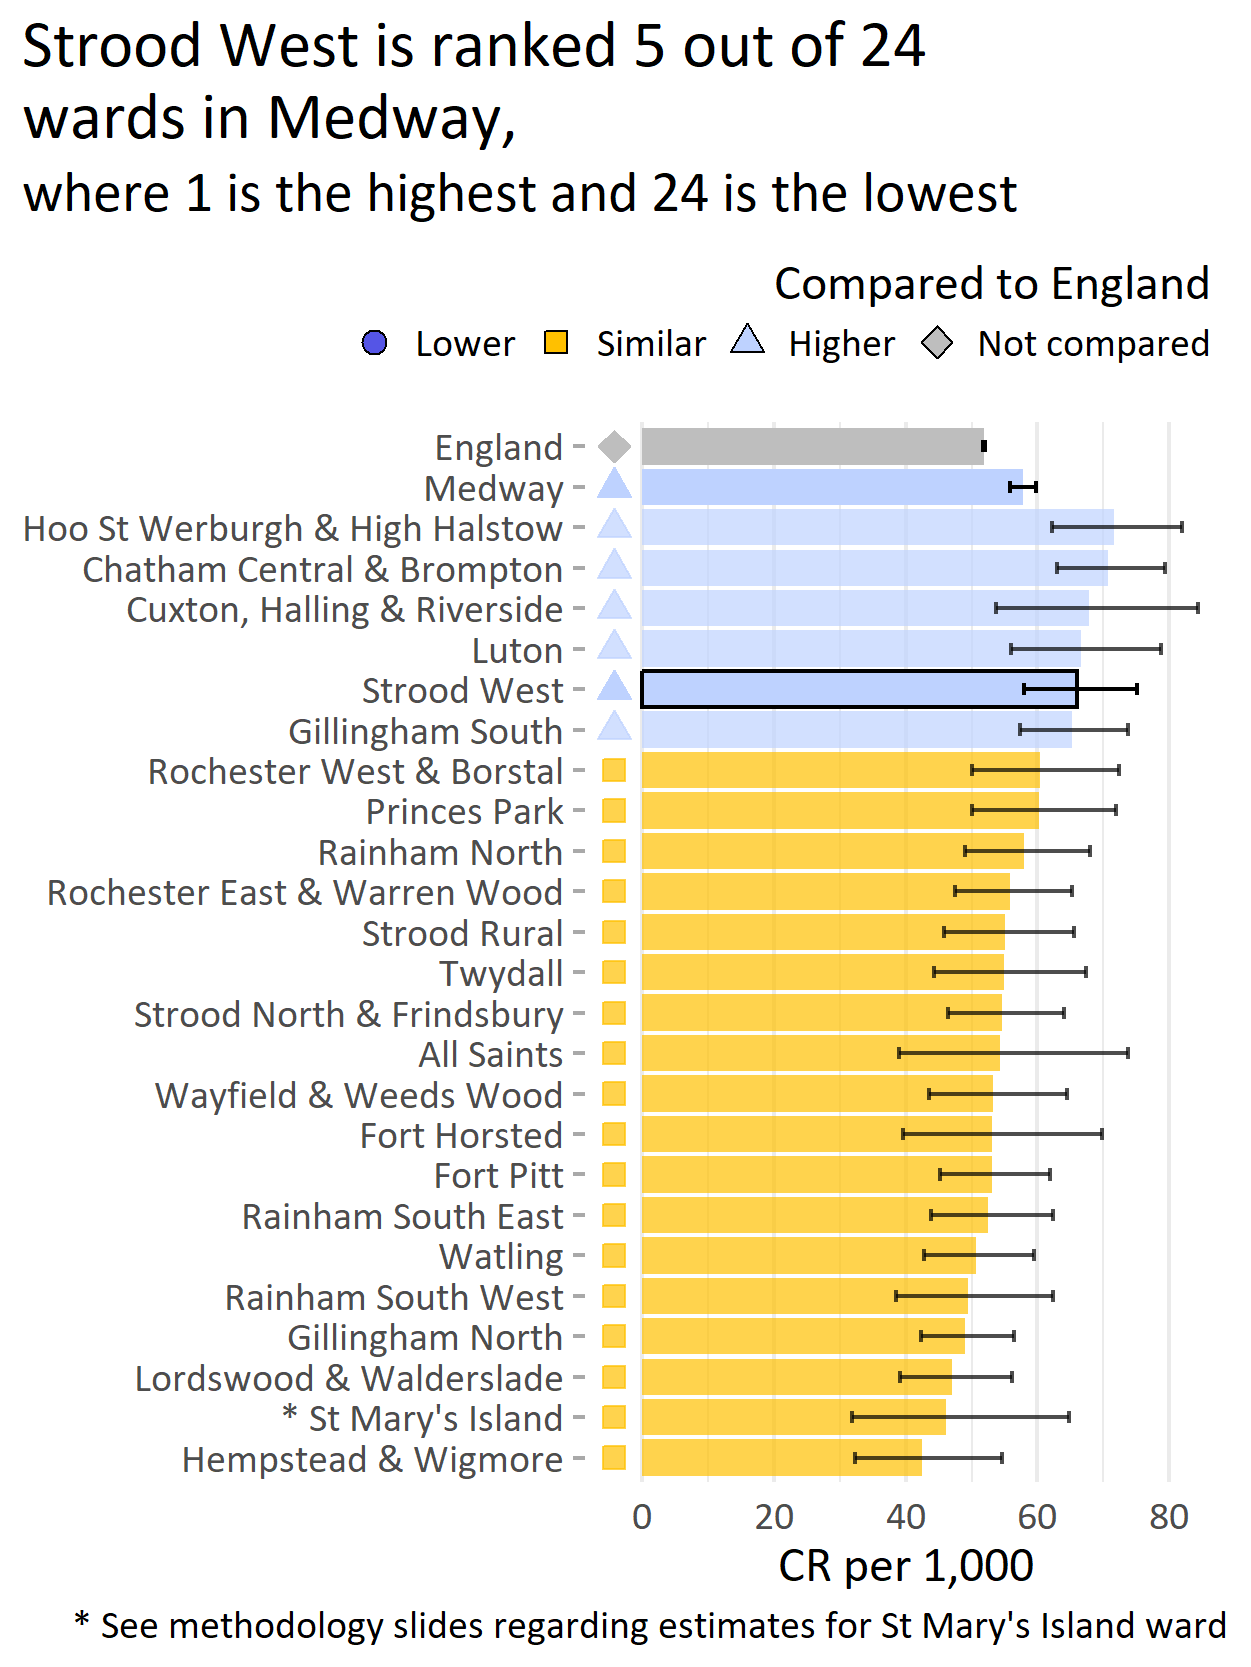 Strood West is ranked 5 out of 24
wards in Medway,
where 1 is the highest and 24 is the lowest
Compared to England
Lower Similar Higher Not compared
England
Medway
Hoo St Werburgh & High Halstow
Chatham Central & Brompton
Cuxton, Halling & Riverside
Luton
Strood West
Gillingham South
Rochester West & Borstal
Princes Park
Rainham North
Rochester East & Warren Wood
Strood Rural
Twydall
Strood North & Frindsbury
All Saints
Wayfield & Weeds Wood
Fort Horsted
Fort Pitt
Rainham South East
Watling
Rainham South West
Gillingham North
Lordswood & Walderslade
* St Mary's Island
Hempstead & Wigmore
0 20 40 60 80
CR per 1,000
* See methodology slides regarding estimates for St Mary's Island ward